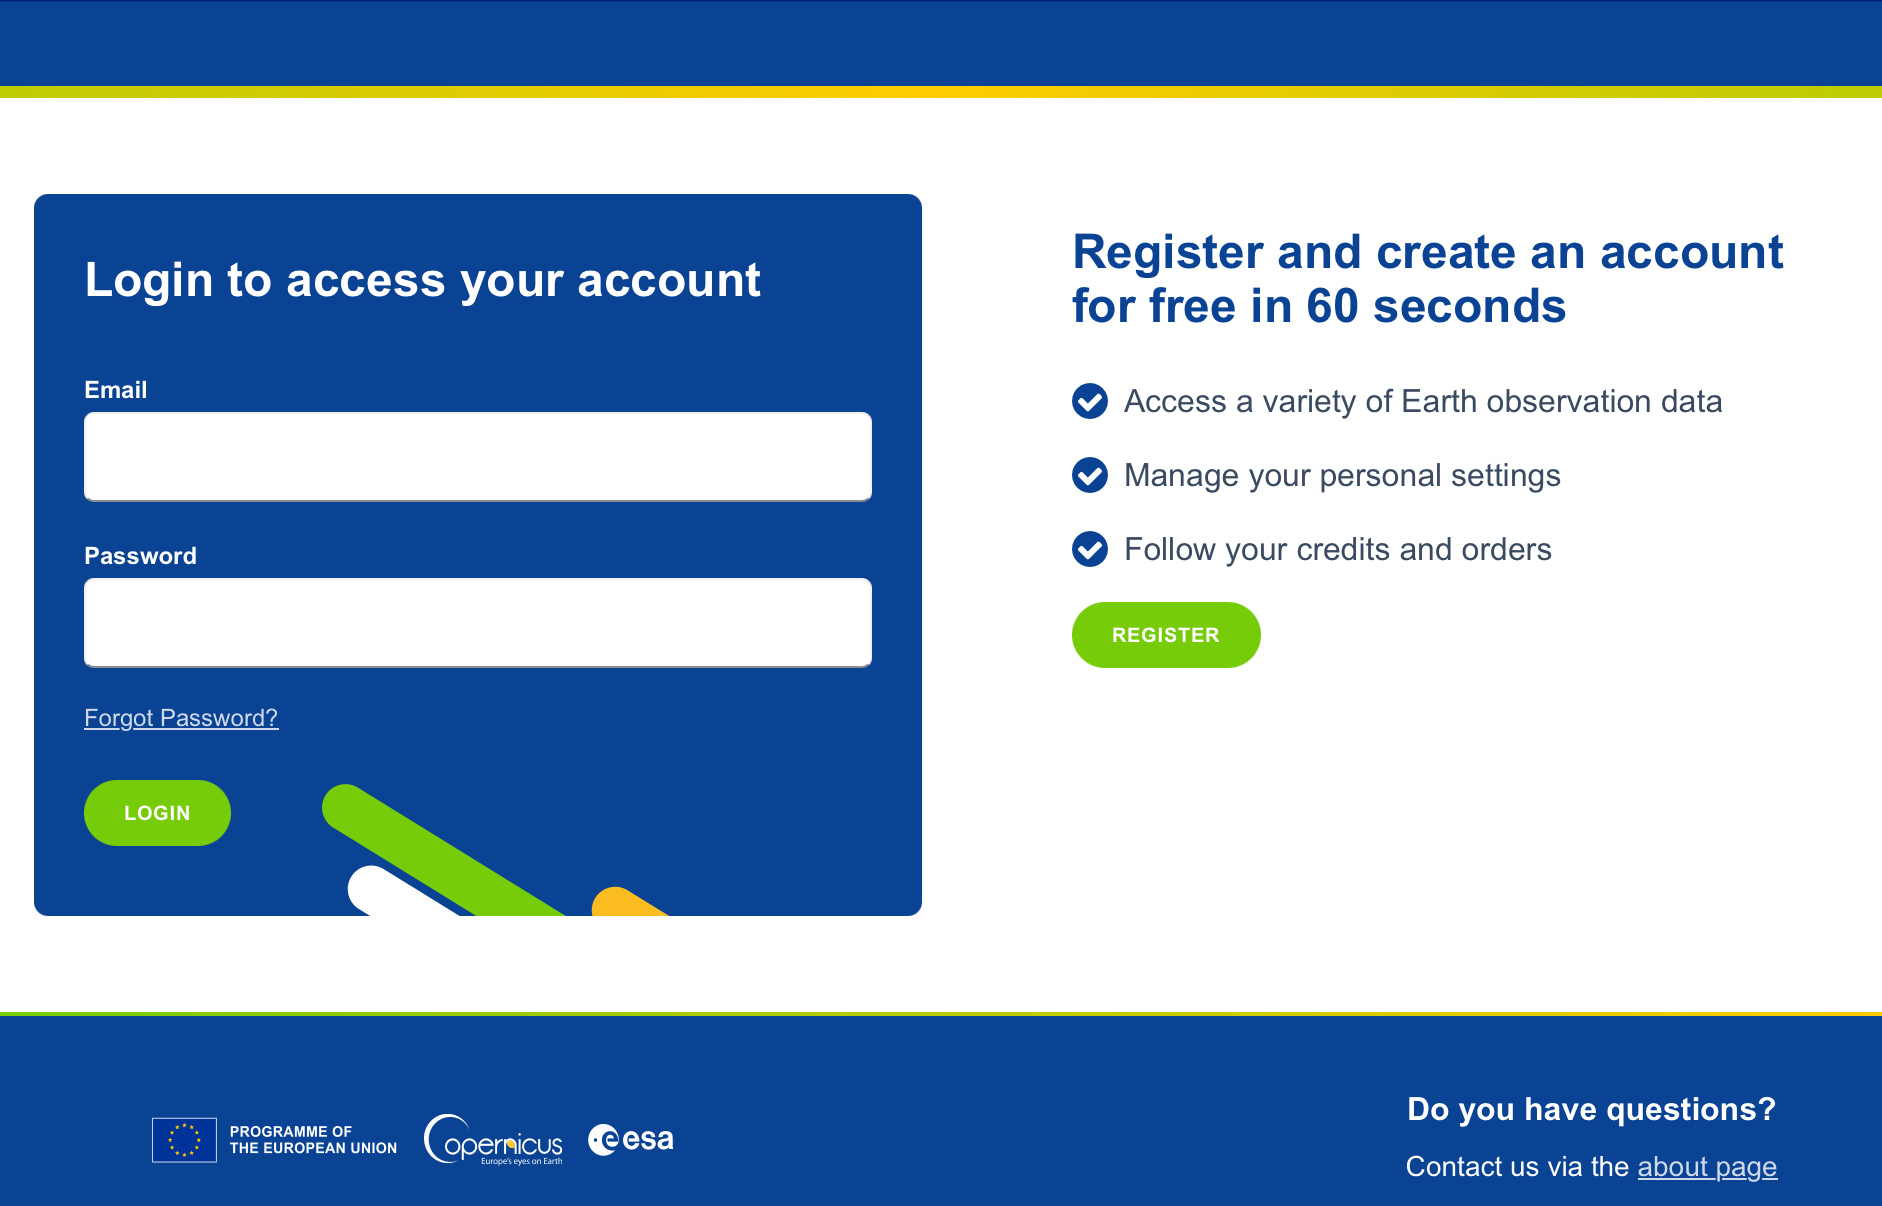 Login to access your account
Email
Password
Forgot Password?
LOGIN
Register and create an account
for free in 60 seconds
Access a variety of Earth observation data
Manage your personal settings
Follow your credits and orders
REGISTER
PROGRAMME OF
THE EUROPEAN UNION
Copernicus
Europe's eyes on Earth
esa
Do you have questions?
Contact us via the about page